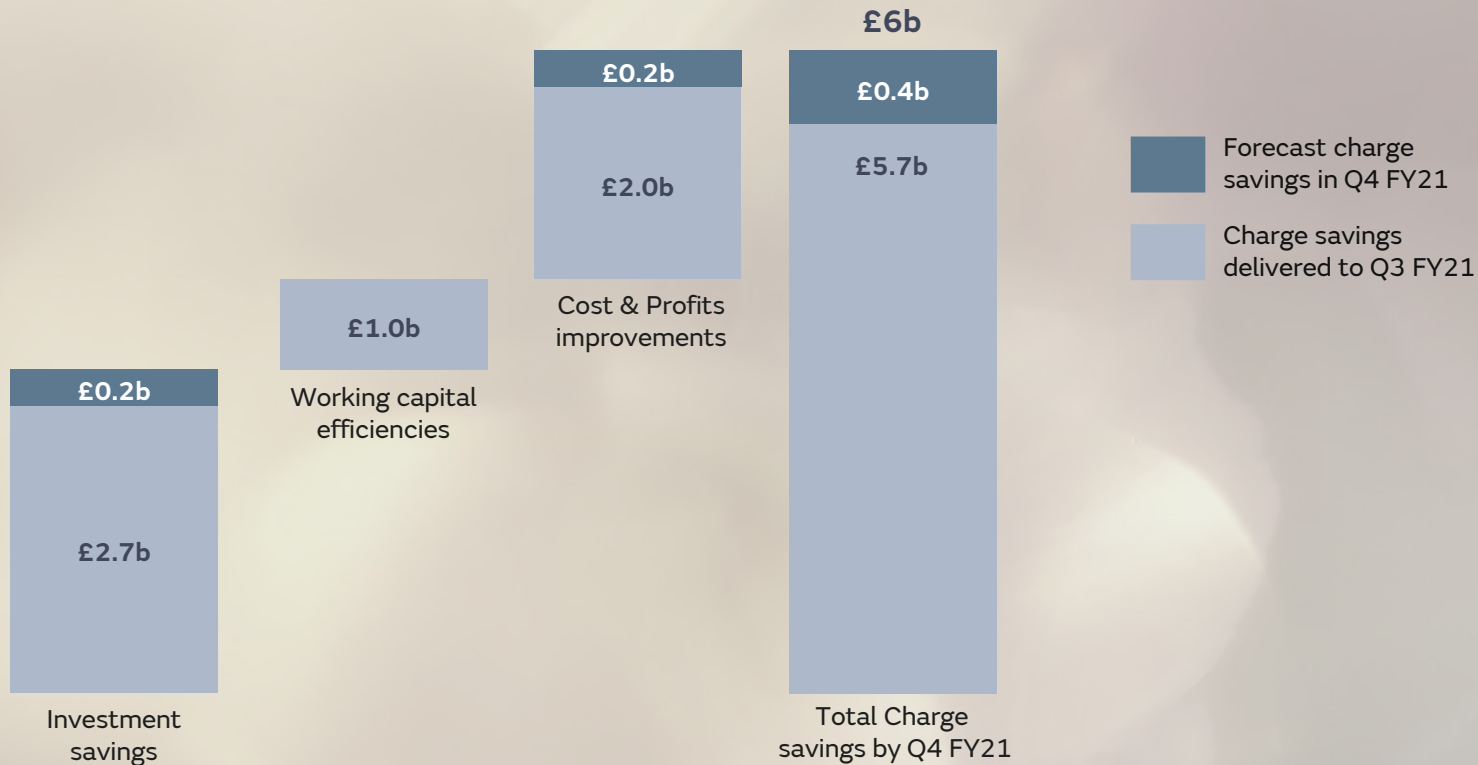 £6b
£0.2b
£0.4b
£2.0b
£5.7b
Forecast charge
savings in Q4 FY21
Charge savings
delivered to Q3 FY21
Cost & Profits
improvements
£1.0b
Working capital
efficiencies
£0.2b
£2.7b
Investment
savings
Total Charge
savings by Q4 FY21